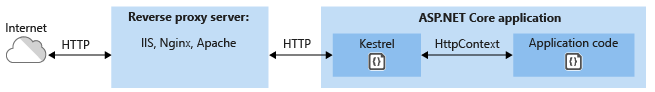 Internet
HTTP
Reverse proxy server:
IIS, Nginx, Apache
HTTP
ASP.NET Core application
Kestrel
{}
HttpContext
Application code
{}